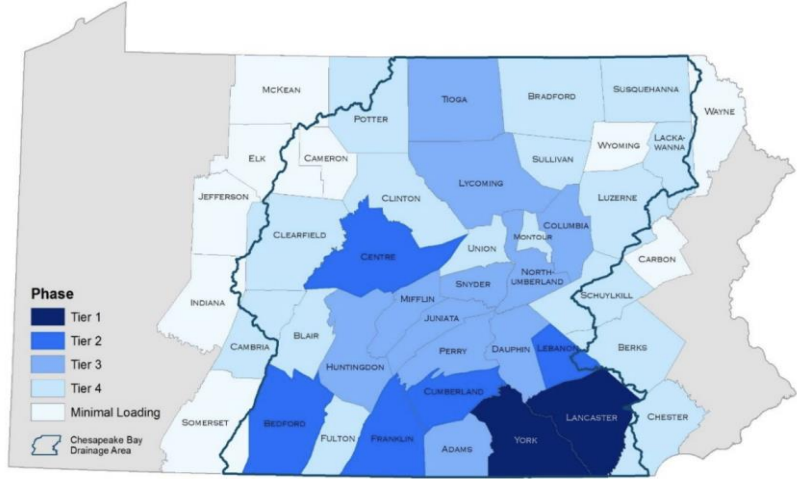 McKEAN
TIOGA
BRADFORD
SUSQUEHANNA
WAYNE
POTTER
LACKA-
WANNA
WYOMING
ELK
CAMERON
SULLIVAN
LYCOMING
JEFFERSON
CLINTON
LUZERNE
COLUMBIA
CLEARFIELD
MONTOUR
UNION
CENTRE
CARBON
NORTH-
UMBERLAND
SNYDER
Phase
SCHUYLKILL
MIFFLIN
INDIANA
Tier 1
JUNIATA
Tier 2
BLAIR
CAMBRIA
PERRY
DAUPHIN
LEBANON
BERKS
Tier 3
HUNTINGDON
Tier 4
CUMBERLAND
Minimal Loading
SOMERSET
BEDFORD
LANCASTER
CHESTER
FULTON
FRANKLIN
YORK
Chesapeake Bay
Drainage Area
ADAMS